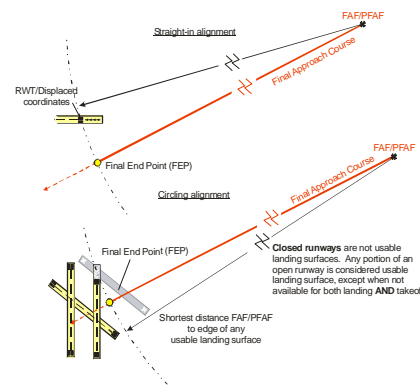 FAF/PFAF
Straight-in alignment
Final Approach Course
RWT/Displaced
coordinates
Final End Point (FEP)
FAF/PFAF
Circling alignment
Final Approach Course
Final End Point (FEP)
Closed runways are not usable
landing surfaces. Any portion of
an open runway is considered usable
landing surface, except when not
available for both landing AND takeof
Shortest distance FAF/PFAF
to edge of any
usable landing surface